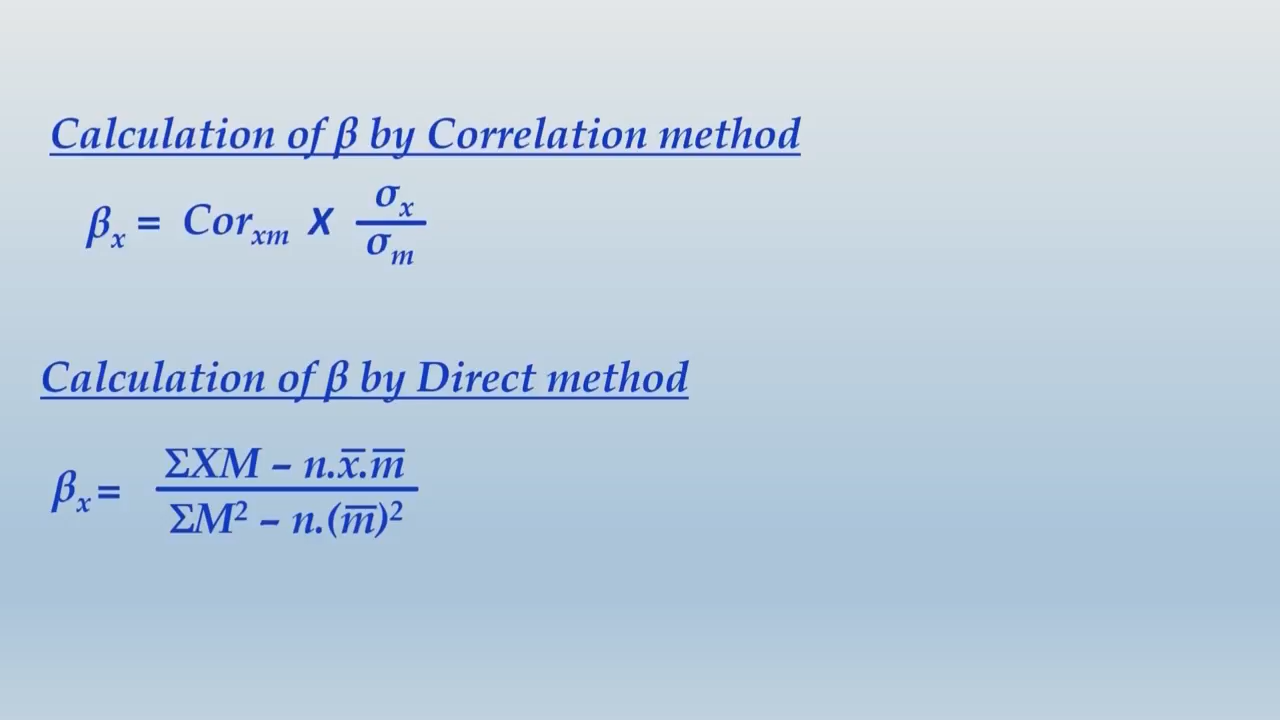 Calculation of β by Correlation method
βₓ = Corₓₘ X σₓ / σₘ
Calculation of β by Direct method
βₓ = ΣXM – n.x̅.m̅ / ΣM² – n.(m̅)²